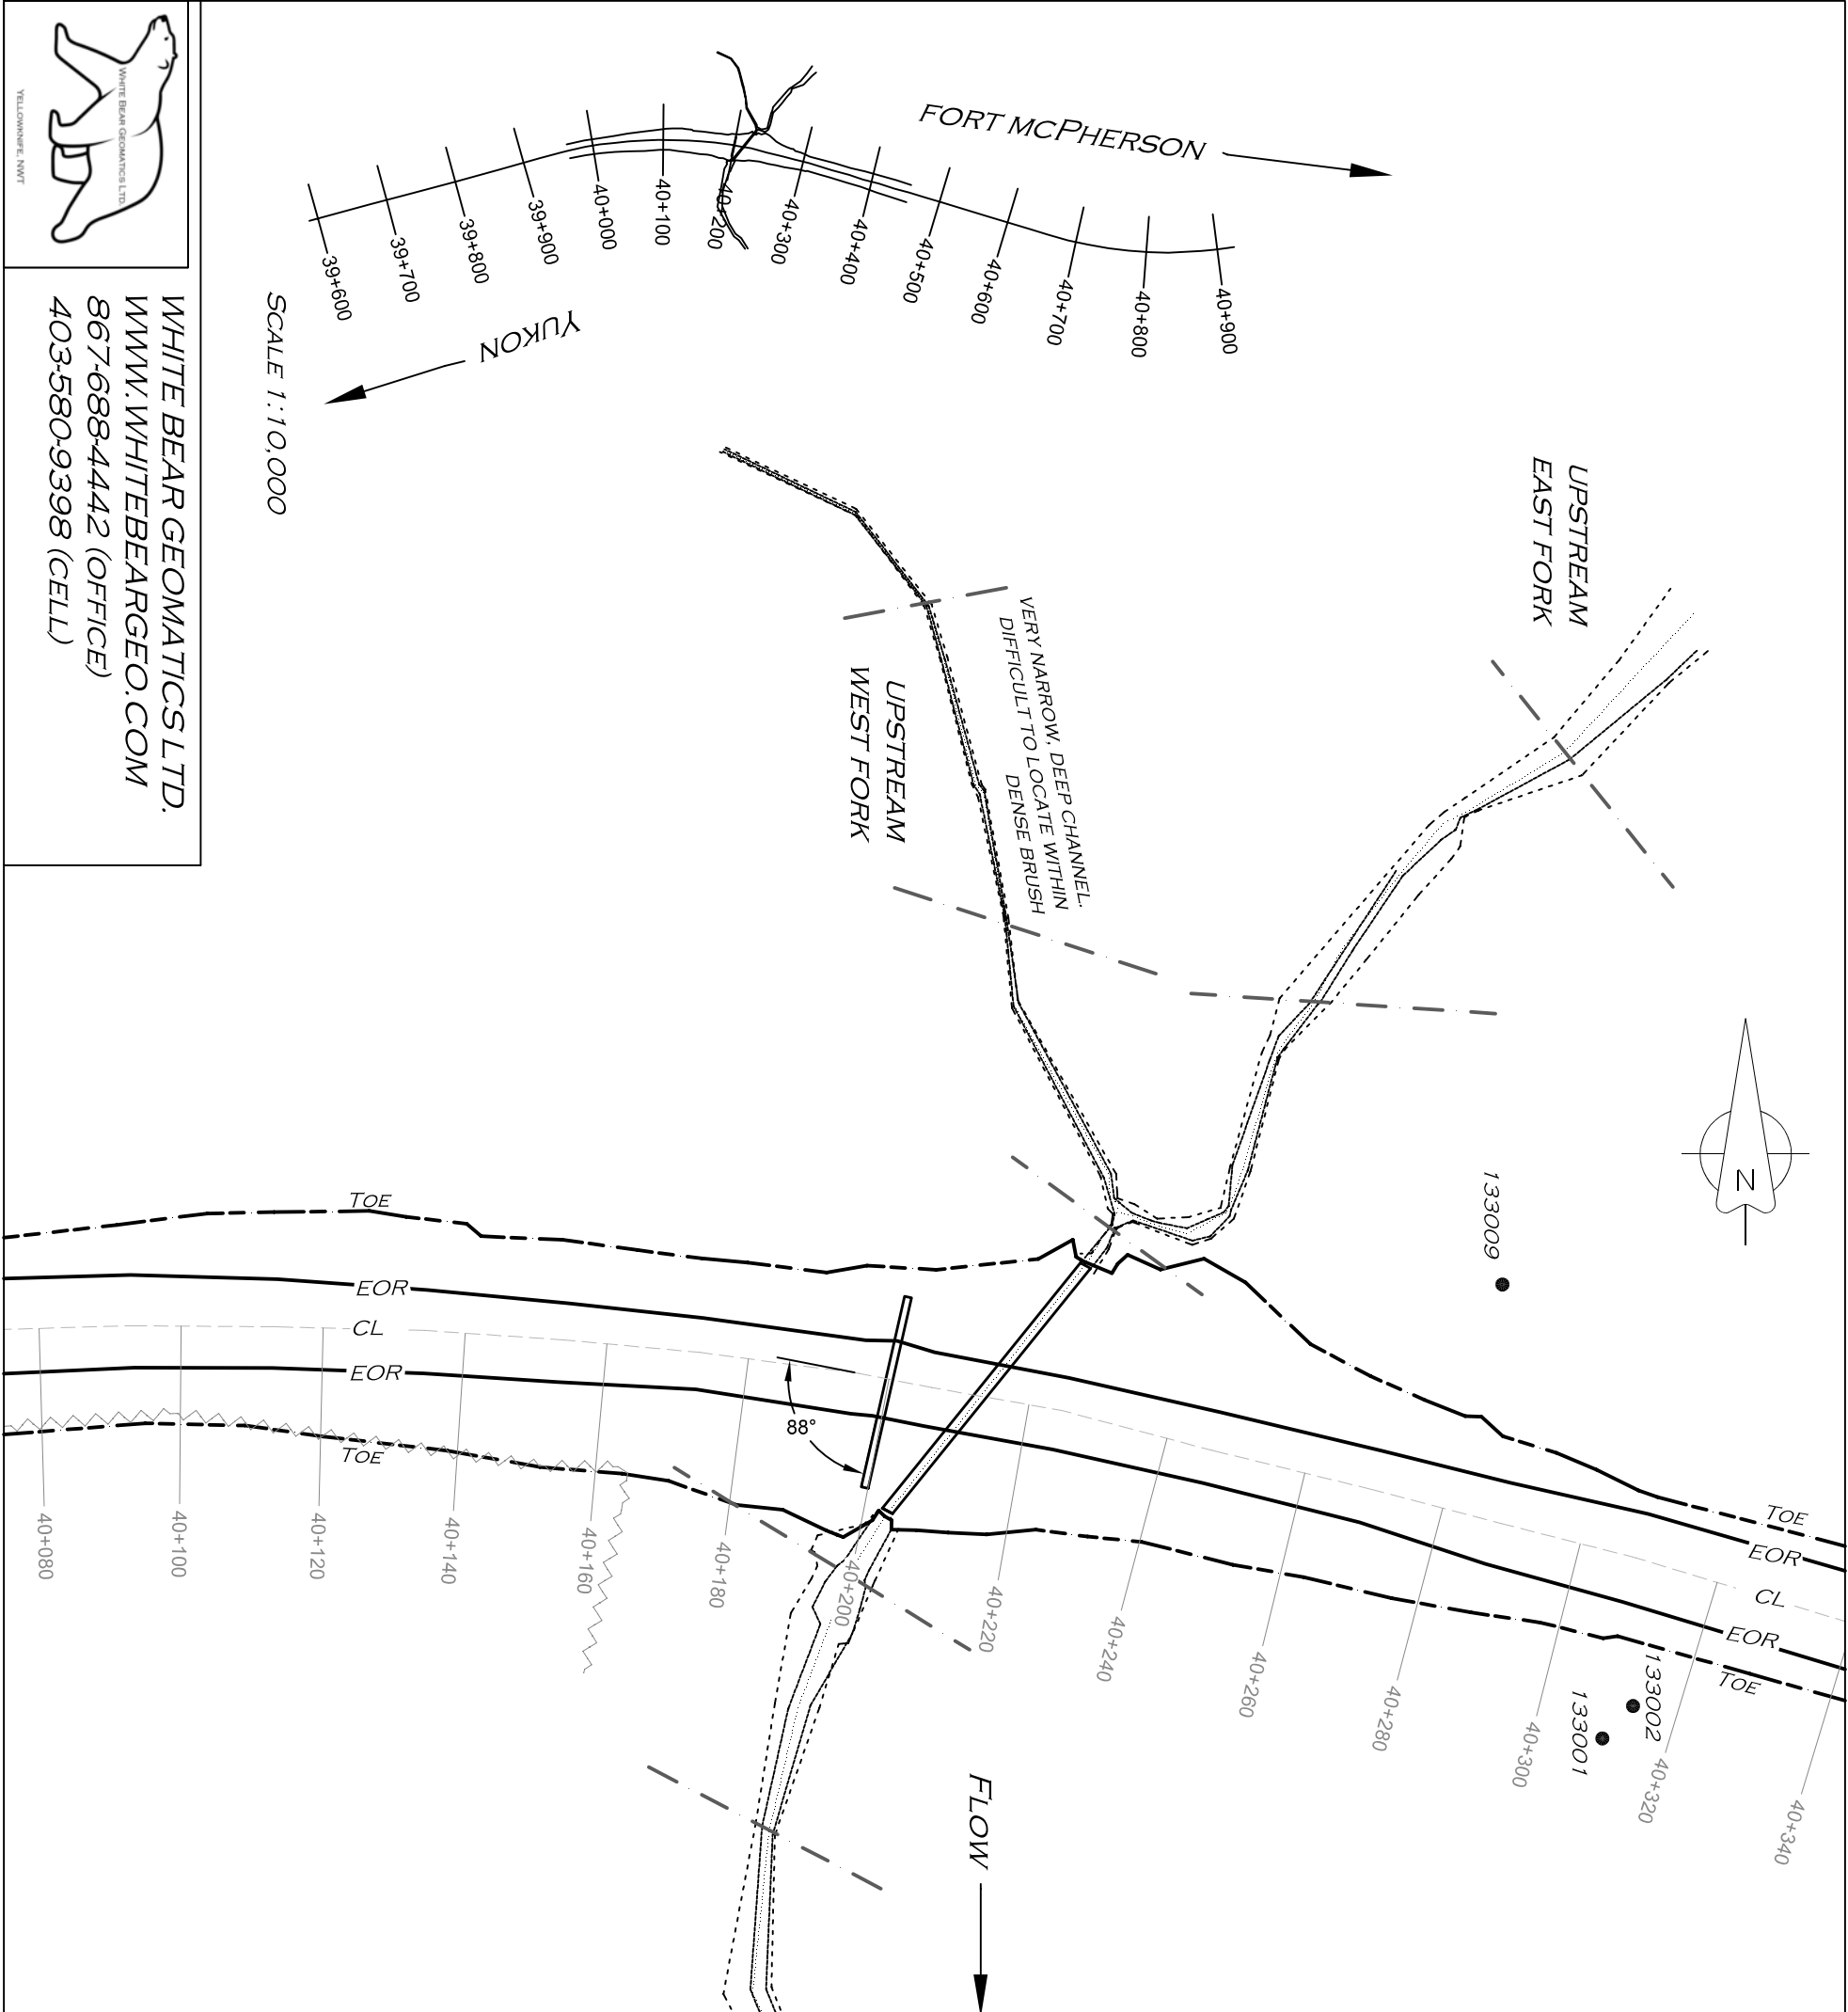 FORT MCPHERSON
YUKON
40+900
40+800
40+700
40+600
40+500
40+400
40+300
40+200
40+100
40+000
39+900
39+800
39+700
39+600
SCALE 1:10,000
UPSTREAM
EAST FORK
VERY NARROW, DEEP CHANNEL.
DIFFICULT TO LOCATE WITHIN
DENSE BRUSH
UPSTREAM
WEST FORK
N
133009
TOE
EOR
CL
EOR
TOE
88°
TOE
EOR
CL
EOR
TOE
133002
133001
40+080
40+100
40+120
40+140
40+160
40+180
40+200
40+220
40+240
40+260
40+280
40+300
40+320
40+340
FLOW
WHITE BEAR GEOMATICS LTD.
YELLOWKNIFE, NWT
WHITE BEAR GEOMATICS LTD.
WWW.WHITEBEARGEO.COM
867-688-4442 (OFFICE)
403-580-9398 (CELL)